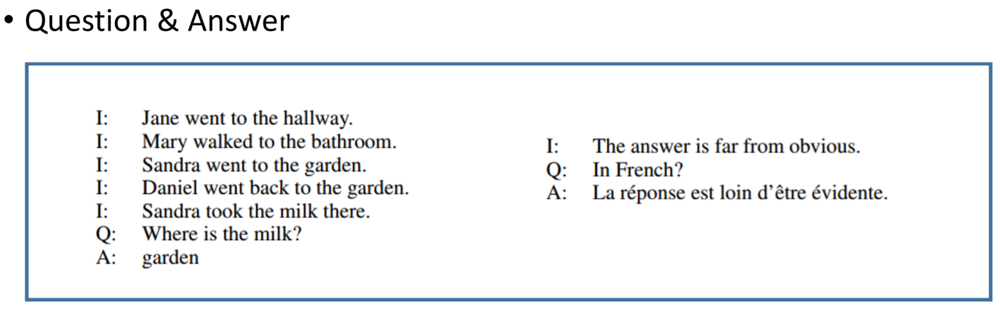 • Question & Answer
I: Jane went to the hallway.
I: Mary walked to the bathroom.
I: Sandra went to the garden.
I: Daniel went back to the garden.
I: Sandra took the milk there.
Q: Where is the milk?
A: garden
I: The answer is far from obvious.
Q: In French?
A: La réponse est loin d’être évidente.